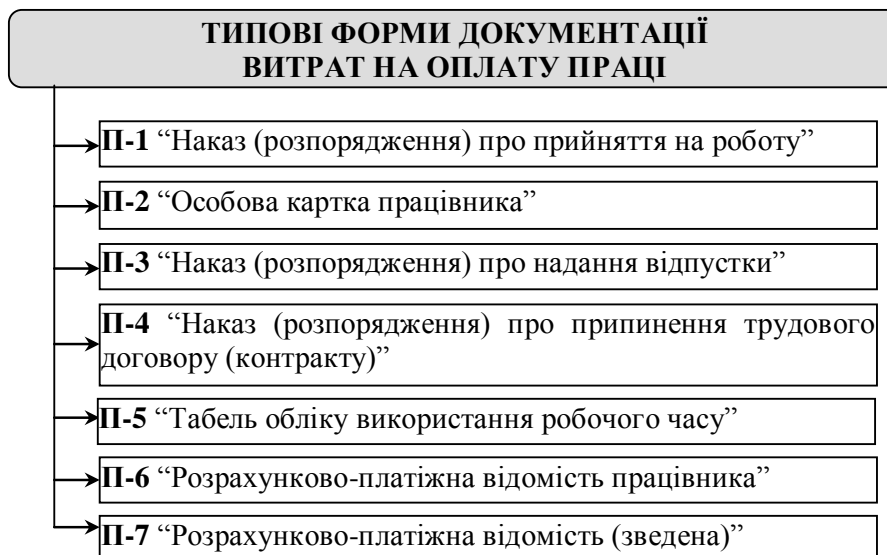 ТИПОВІ ФОРМИ ДОКУМЕНТАЦІЇ
ВИТРАТ НА ОПЛАТУ ПРАЦІ
П-1 “Наказ (розпорядження) про прийняття на роботу”
П-2 “Особова картка працівника”
П-3 “Наказ (розпорядження) про надання відпустки”
П-4 “Наказ (розпорядження) про припинення трудового
договору (контракту)”
П-5 “Табель обліку використання робочого часу”
П-6 “Розрахунково-платіжна відомість працівника”
П-7 “Розрахунково-платіжна відомість (зведена)”